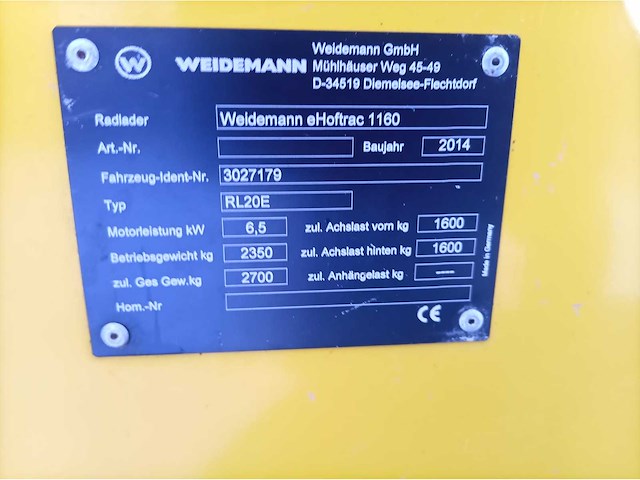 W WEIDEMANN
Weidemann GmbH
Mühlhäuser Weg 45-49
D-34519 Diemelsee-Flechtdorf
Radlader Weidemann eHoftrac 1160
Art.-Nr. Baujahr 2014
Fahrzeug-Ident-Nr. 3027179
Typ RL20E
Motorleistung kW 6,5 zul. Achslast vorn kg 1600
Betriebsgewicht kg 2350 zul. Achslast hinten kg 1600
zul. Ges Gew.kg 2700 zul. Anhängelast kg —
Hom.-Nr
Made in Germany
CE